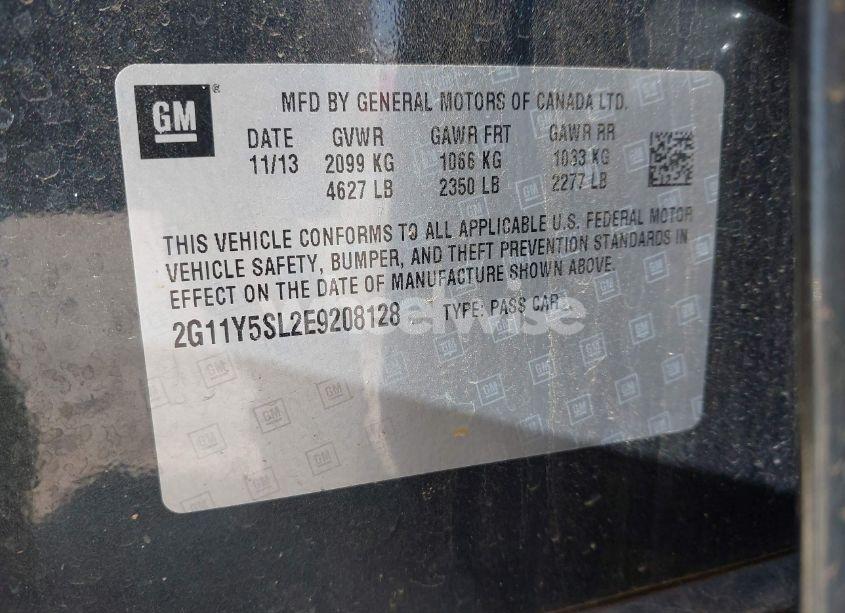 GM
MFD BY GENERAL MOTORS OF CANADA LTD.
DATE GVWR GAWR FRT GAWR RR
11/13 2099 KG 1066 KG 1033 KG
4627 LB 2350 LB 2277 LB
THIS VEHICLE CONFORMS TO ALL APPLICABLE U.S. FEDERAL MOTOR
VEHICLE SAFETY, BUMPER, AND THEFT PREVENTION STANDARDS IN
EFFECT ON THE DATE OF MANUFACTURE SHOWN ABOVE.
2G11Y5SL2E9208128 TYPE: PASS CAR